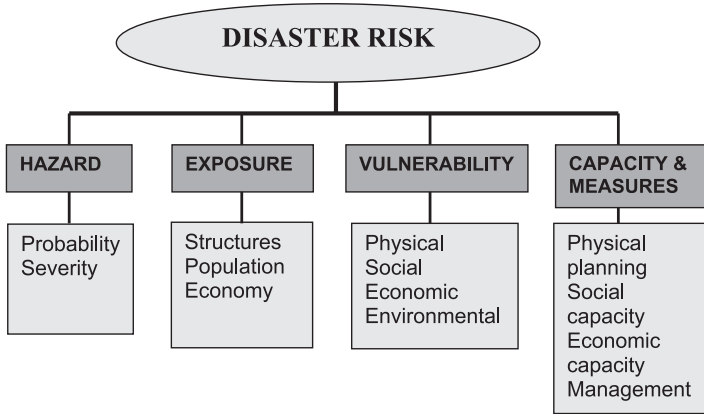 DISASTER RISK
HAZARD
Probability
Severity
EXPOSURE
Structures
Population
Economy
VULNERABILITY
Physical
Social
Economic
Environmental
CAPACITY &
MEASURES
Physical
planning
Social
capacity
Economic
capacity
Management